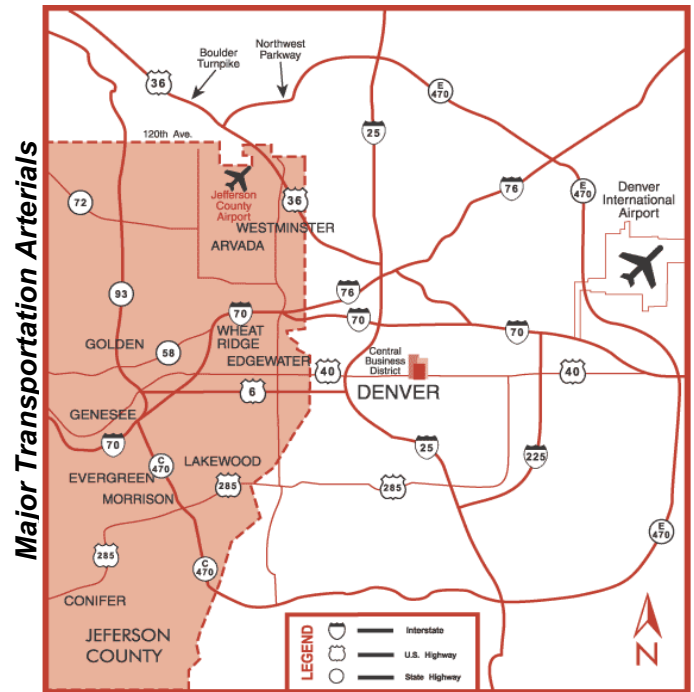 Major Transportation Arterials
Boulder
Turnpike
Northwest
Parkway
36
E
470
120th Ave.
25
72
Jefferson
County
Airport
36
WESTMINSTER
ARVADA
76
E
470
Denver
International
Airport
93
76
70
70
70
GOLDEN
58
WHEAT
RIDGE
EDGEWATER
40
Central
Business
District
DENVER
40
6
GENESEE
70
25
225
EVERGREEN
C
470
LAKEWOOD
MORRISON
285
285
E
470
285
C
470
CONIFER
JEFERSON
COUNTY
LEGEND
Interstate
U.S. Highway
State Highway
N